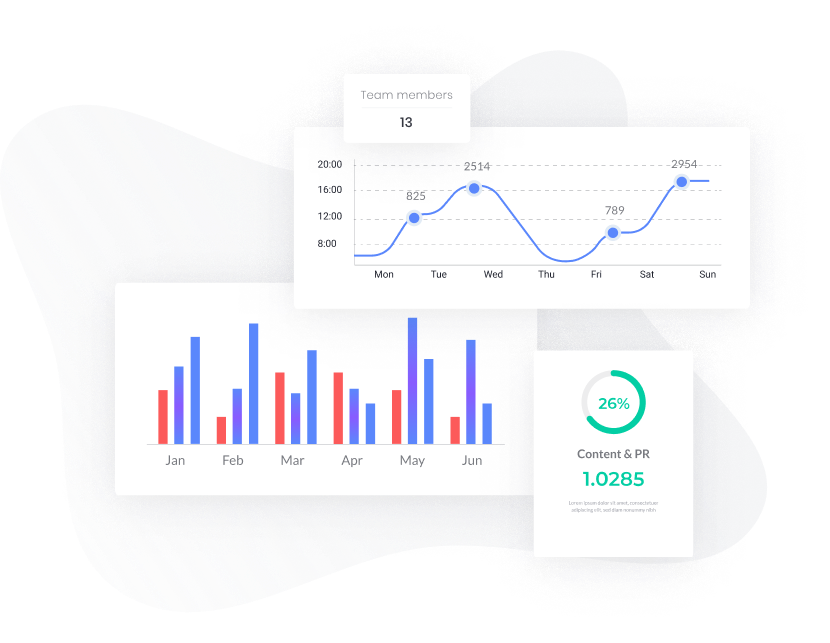 Team members
13
20:00
16:00
12:00
8:00
825
2514
789
2954
Mon Tue Wed Thu Fri Sat Sun
Jan Feb Mar Apr May Jun
26%
Content & PR
1.0285
Lorem ipsum dolor sit amet, consectetuer
adipiscing elit, sed diam nonummy nibh